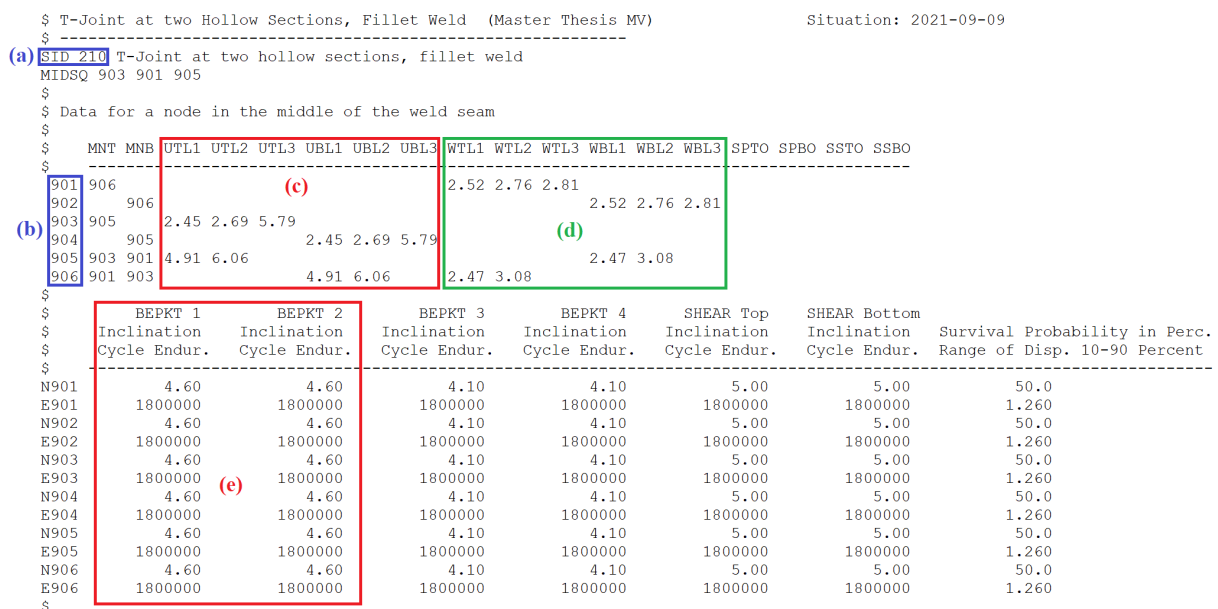 $ T-Joint at two Hollow Sections, Fillet Weld (Master Thesis MV) Situation: 2021-09-09
$ ----------------------------------------------------------
(a) SID 210 T-Joint at two hollow sections, fillet weld
MIDSQ 903 901 905
$
$ Data for a node in the middle of the weld seam
$
$ MNT MNB UTL1 UTL2 UTL3 UBL1 UBL2 UBL3 WTL1 WTL2 WTL3 WBL1 WBL2 WBL3 SPTO SPBO SSTO SSBO
$ ------------------------------------------------------------------------------------
901 906 (c) 2.52 2.76 2.81
902 906 2.52 2.76 2.81
(b) 903 905 2.45 2.69 5.79 (d)
904 905 2.45 2.69 5.79
905 903 901 4.91 6.06 2.47 3.08
906 901 903 4.91 6.06 2.47 3.08
$
$ BEPKT 1 BEPKT 2 BEPKT 3 BEPKT 4 SHEAR Top SHEAR Bottom
$ Inclination Inclination Inclination Inclination Inclination Inclination Survival Probability in Perc.
$ Cycle Endur. Cycle Endur. Cycle Endur. Cycle Endur. Cycle Endur. Cycle Endur. Range of Disp. 10-90 Percent
$ -------------------------------------------------------------------------------------------------------------------
N901 4.60 4.60 4.10 4.10 5.00 5.00 50.0
E901 1800000 1800000 1800000 1800000 1800000 1800000 1.260
N902 4.60 4.60 4.10 4.10 5.00 5.00 50.0
E902 1800000 1800000 1800000 1800000 1800000 1800000 1.260
N903 4.60 4.60 4.10 4.10 5.00 5.00 50.0
E903 1800000 (e) 1800000 1800000 1800000 1800000 1800000 1.260
N904 4.60 4.60 4.10 4.10 5.00 5.00 50.0
E904 1800000 1800000 1800000 1800000 1800000 1800000 1.260
N905 4.60 4.60 4.10 4.10 5.00 5.00 50.0
E905 1800000 1800000 1800000 1800000 1800000 1800000 1.260
N906 4.60 4.60 4.10 4.10 5.00 5.00 50.0
E906 1800000 1800000 1800000 1800000 1800000 1800000 1.260
$